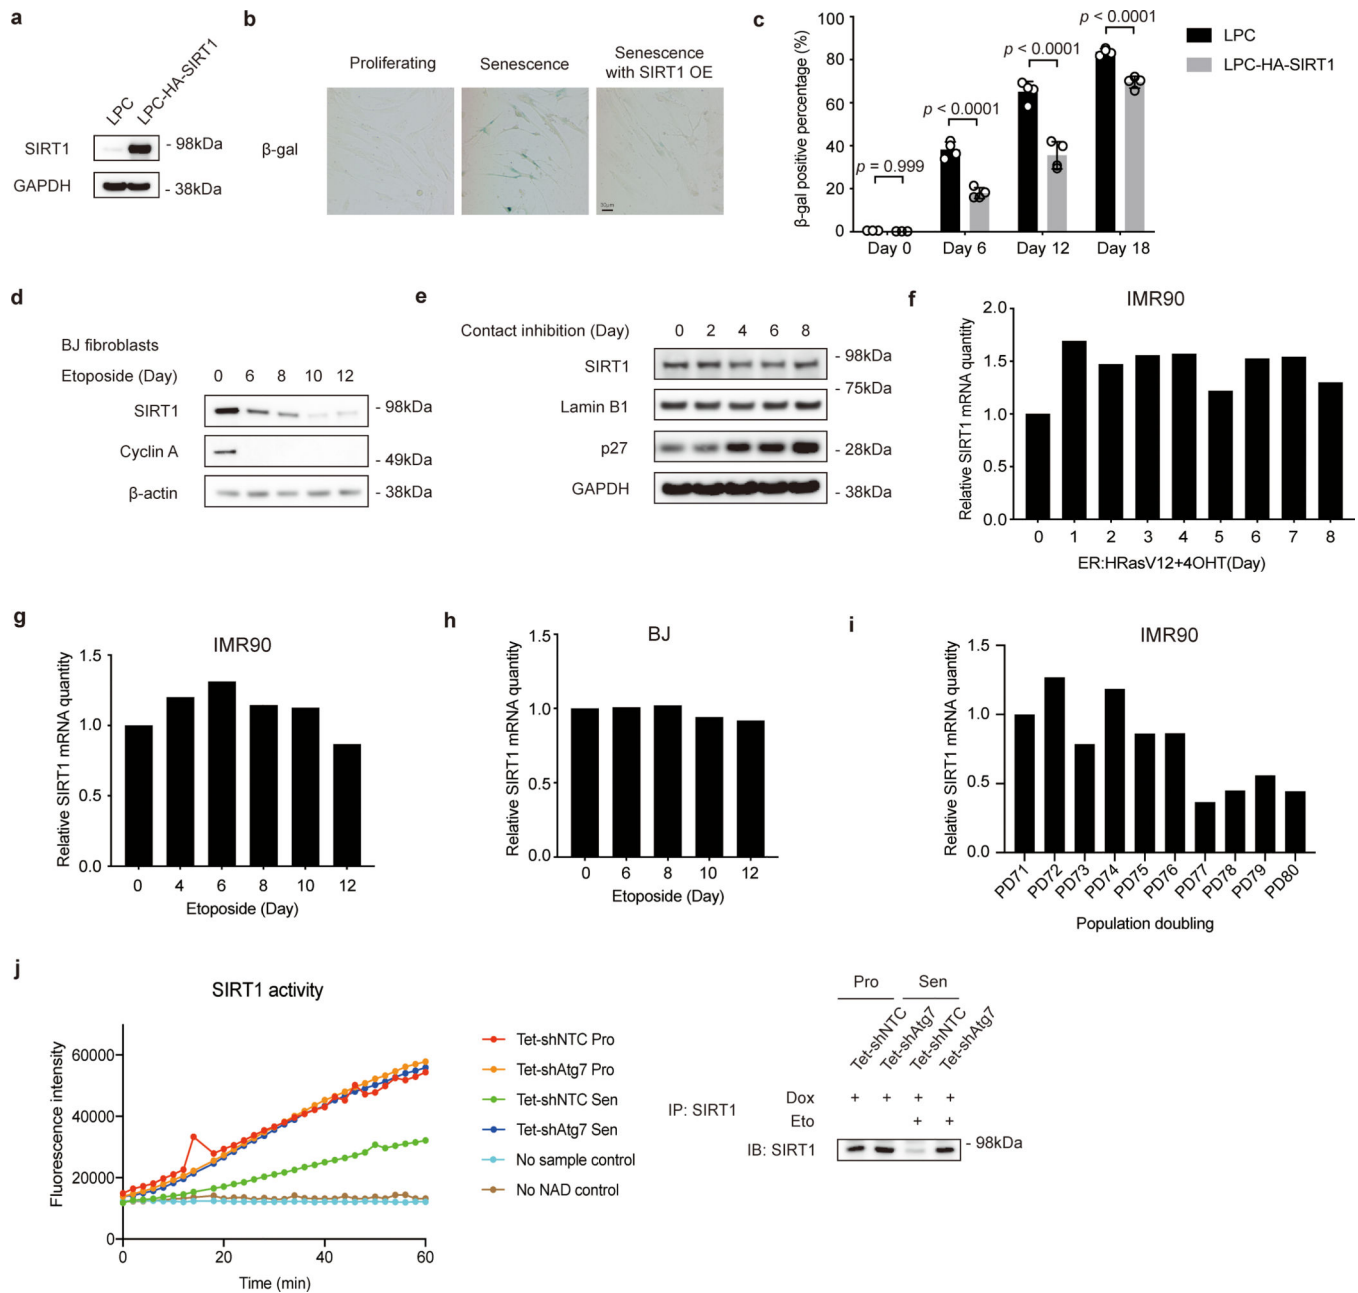 a
LPC
LPC-HA-SIRT1
SIRT1
- 98kDa
GAPDH
- 38kDa
b
Proliferating
Senescence
Senescence
with SIRT1 OE
β-gal
50μm
c
β-gal positive percentage (%)
100
80
60
40
20
0
p = 0.999
p < 0.0001
p < 0.0001
p < 0.0001
Day 0
Day 6
Day 12
Day 18
LPC
LPC-HA-SIRT1
d
BJ fibroblasts
Etoposide (Day)
0 6 8 10 12
SIRT1
- 98kDa
Cyclin A
- 49kDa
β-actin
- 38kDa
e
Contact inhibition (Day)
0 2 4 6 8
SIRT1
- 98kDa
- 75kDa
Lamin B1
p27
- 28kDa
GAPDH
- 38kDa
f
IMR90
Relative SIRT1 mRNA quantity
2.0
1.5
1.0
0.5
0.0
0 1 2 3 4 5 6 7 8
ER:HRasV12+4OHT(Day)
g
IMR90
Relative SIRT1 mRNA quantity
1.5
1.0
0.5
0.0
0 4 6 8 10 12
Etoposide (Day)
h
BJ
Relative SIRT1 mRNA quantity
1.5
1.0
0.5
0.0
0 6 8 10 12
Etoposide (Day)
i
IMR90
Relative SIRT1 mRNA quantity
1.5
1.0
0.5
0.0
PD71
PD72
PD73
PD74
PD75
PD76
PD77
PD78
PD79
PD80
Population doubling
j
SIRT1 activity
Fluorescence intensity
60000
40000
20000
0
0 20 40 60
Time (min)
Tet-shNTC Pro
Tet-shAtg7 Pro
Tet-shNTC Sen
Tet-shAtg7 Sen
No sample control
No NAD control
Pro
Sen
Tet-shNTC
Tet-shAtg7
Tet-shNTC
Tet-shAtg7
IP: SIRT1
Dox + + + +
Eto + +
IB: SIRT1
- 98kDa